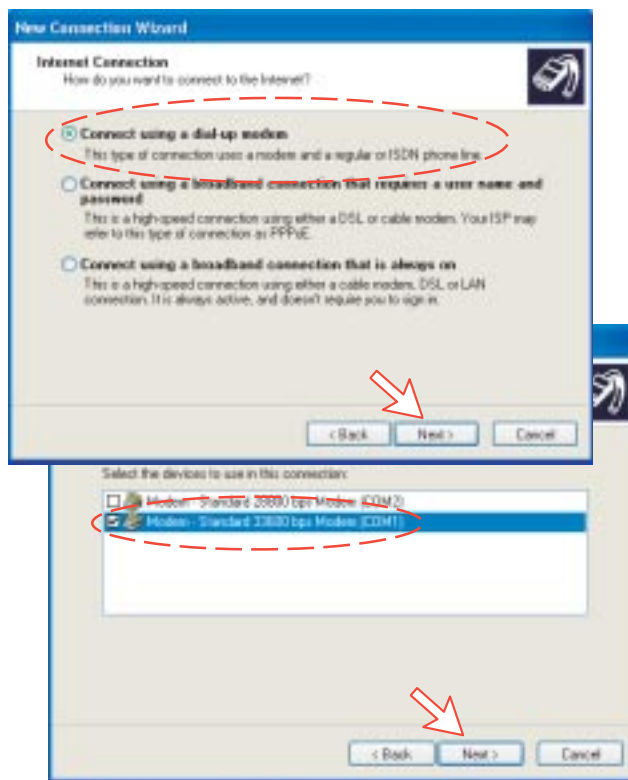 New Connection Wizard
Internet Connection
How do you want to connect to the Internet?
Connect using a dial-up modem
This type of connection uses a modem and a regular or ISDN phone line.
Connect using a broadband connection that requires a user name and
password
This is a high-speed connection using either a DSL or cable modem. Your ISP may
refer to this type of connection as PPPoE.
Connect using a broadband connection that is always on
This is a high-speed connection using either a cable modem, DSL or LAN
connection. It is always active, and doesn't require you to sign in.
< Back
Next >
Cancel
Select the devices to use in this connection:
Modem - Standard 28800 bps Modem (COM2)
Modem - Standard 33600 bps Modem (COM1)
< Back
Next >
Cancel